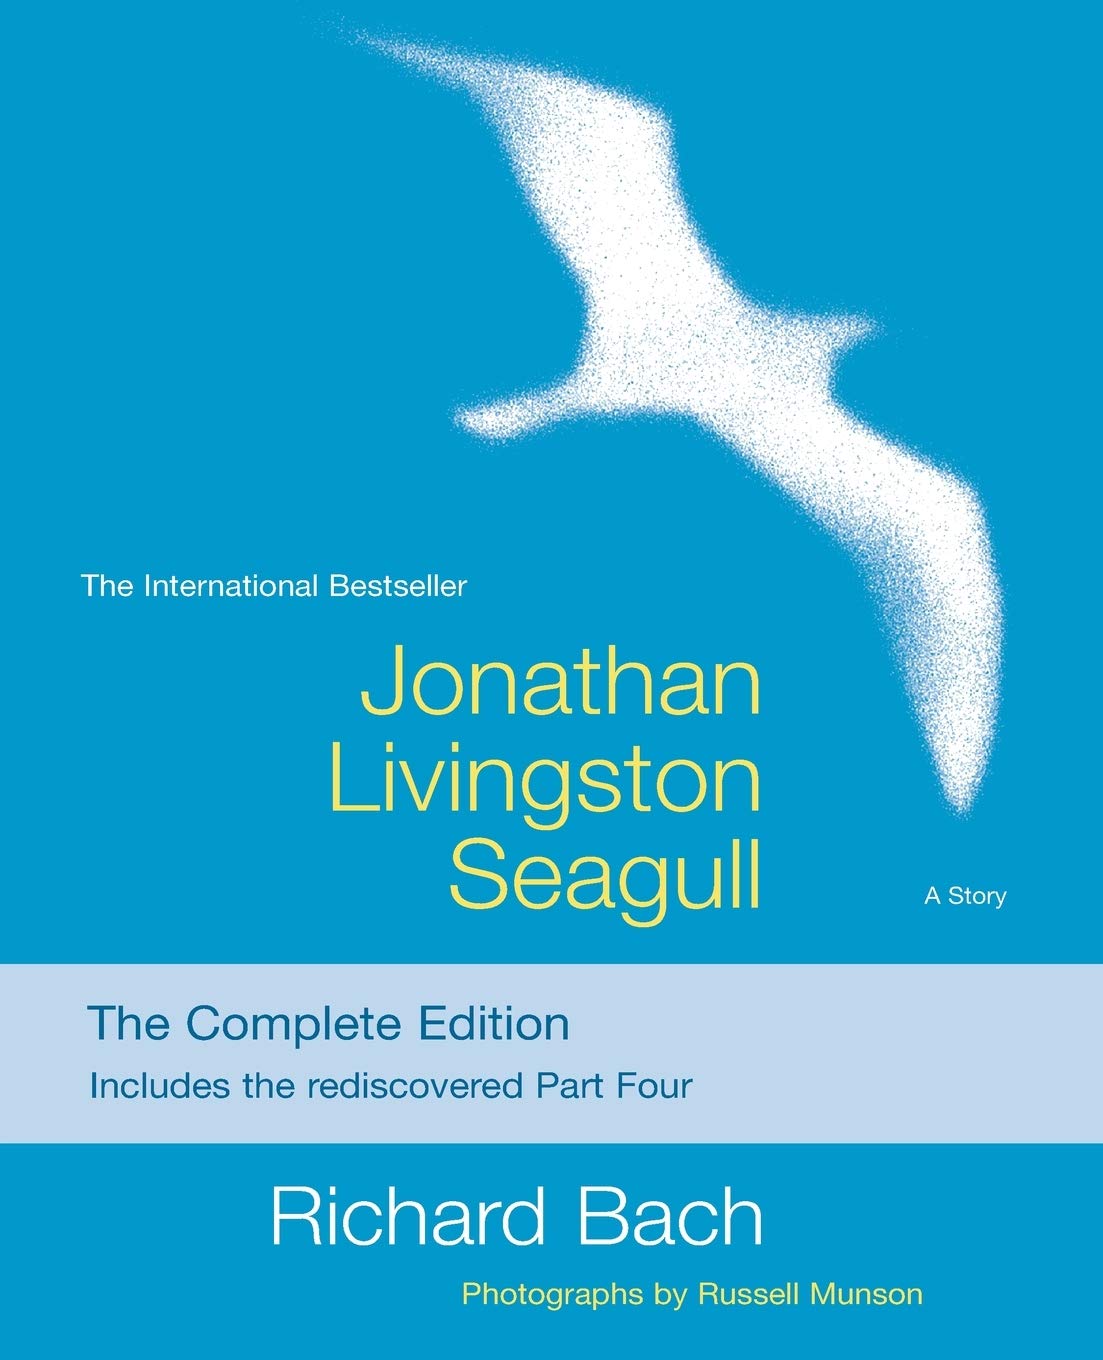 The International Bestseller
Jonathan
Livingston
Seagull
A Story
The Complete Edition
Includes the rediscovered Part Four
Richard Bach
Photographs by Russell Munson